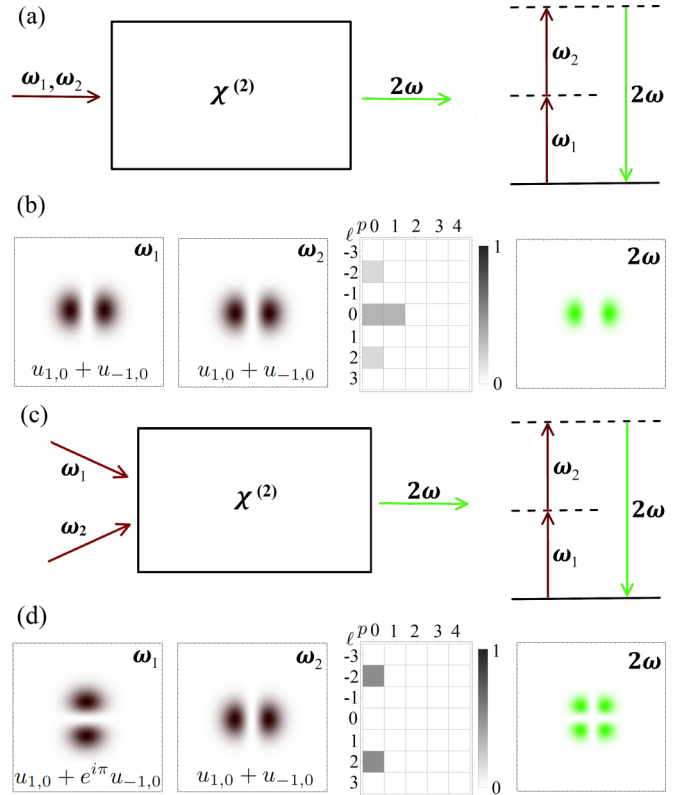 (a)
ω₁,ω₂
χ⁽²⁾
2ω
ω₂
2ω
ω₁
(b)
ω₁
u₁,₀ + u₋₁,₀
ω₂
u₁,₀ + u₋₁,₀
ℓ p 0 1 2 3 4
-3
-2
-1
0
1
2
3
1
0
2ω
(c)
ω₁
ω₂
χ⁽²⁾
2ω
ω₂
2ω
ω₁
(d)
ω₁
u₁,₀ + e^{iπ}u₋₁,₀
ω₂
u₁,₀ + u₋₁,₀
ℓ p 0 1 2 3 4
-3
-2
-1
0
1
2
3
1
0
2ω